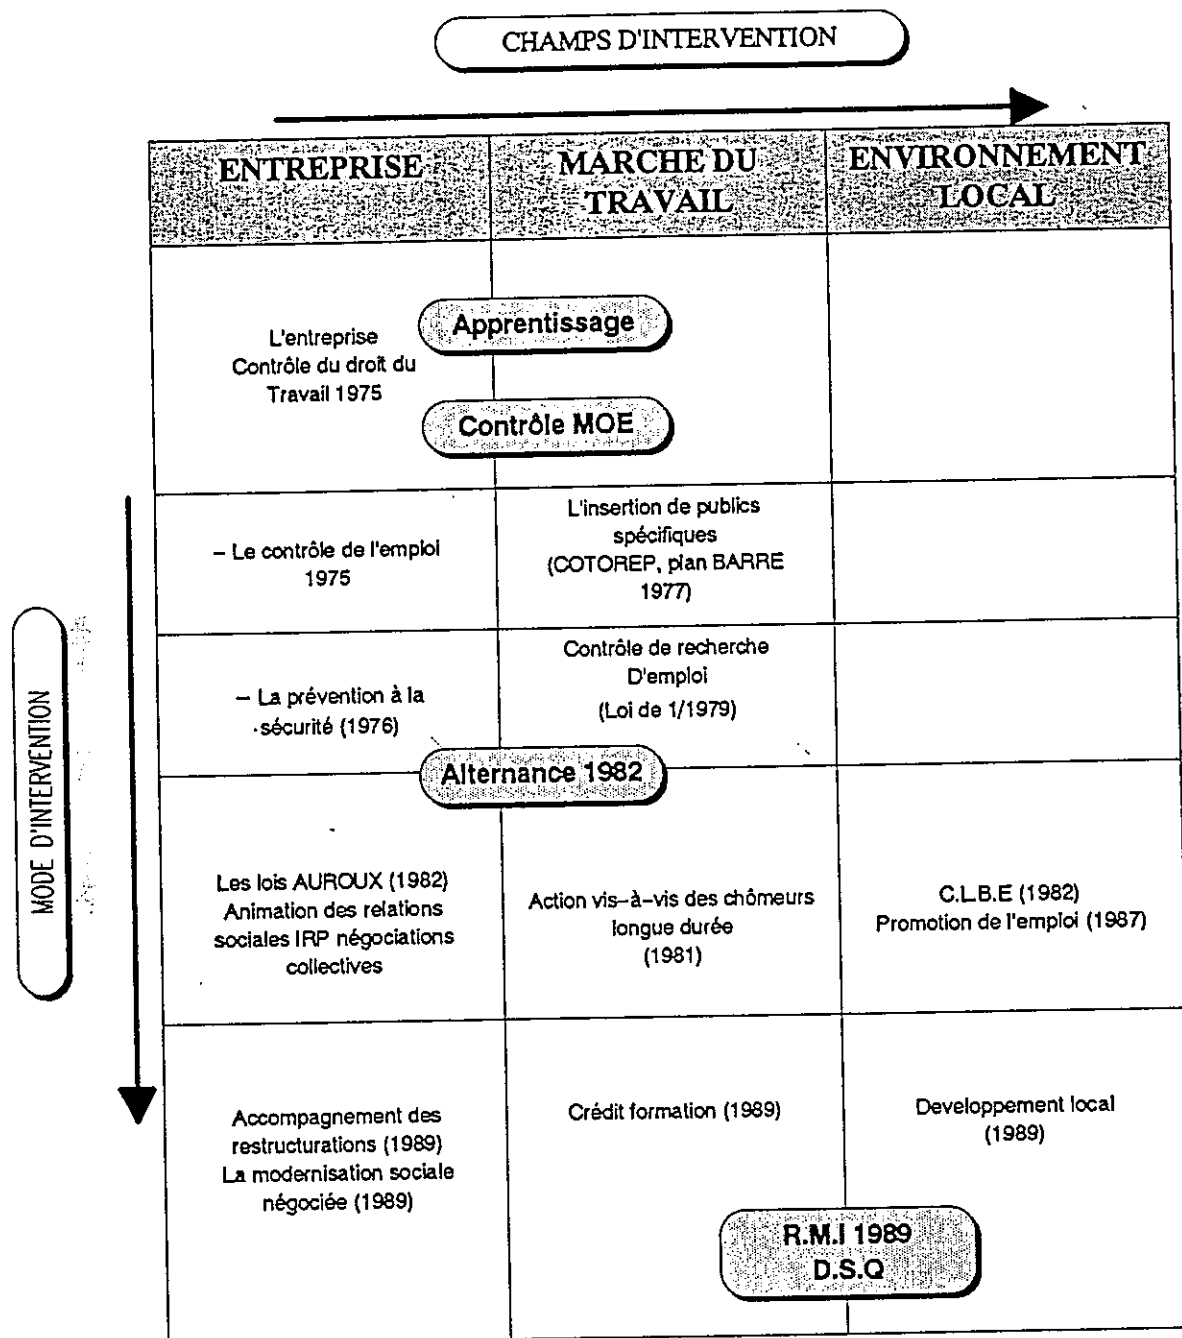 CHAMPS D'INTERVENTION
ENTREPRISE
MARCHE DU
TRAVAIL
ENVIRONNEMENT
LOCAL
L'entreprise
Contrôle du droit du
Travail 1975
Apprentissage
Contrôle MOE
– Le contrôle de l'emploi
1975
L'insertion de publics
spécifiques
(COTOREP, plan BARRE
1977)
– La prévention à la
sécurité (1976)
Contrôle de recherche
D'emploi
(Loi de 1/1979)
Alternance 1982
MODE D'INTERVENTION
Les lois AUROUX (1982)
Animation des relations
sociales IRP négociations
collectives
Action vis–à–vis des chômeurs
longue durée
(1981)
C.L.B.E (1982)
Promotion de l'emploi (1987)
Accompagnement des
restructurations (1989)
La modernisation sociale
négociée (1989)
Crédit formation (1989)
Developpement local
(1989)
R.M.I 1989
D.S.Q